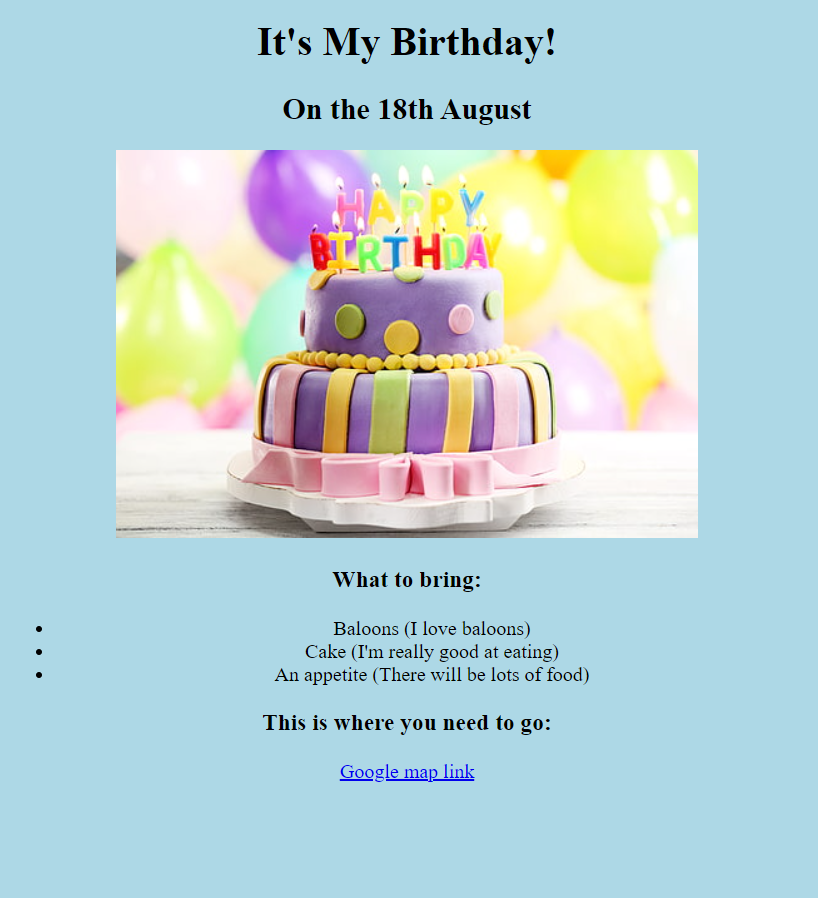 It's My Birthday!
On the 18th August
HAPPY
BIRTHDAY
What to bring:
Baloons (I love baloons)
Cake (I'm really good at eating)
An appetite (There will be lots of food)
This is where you need to go:
Google map link